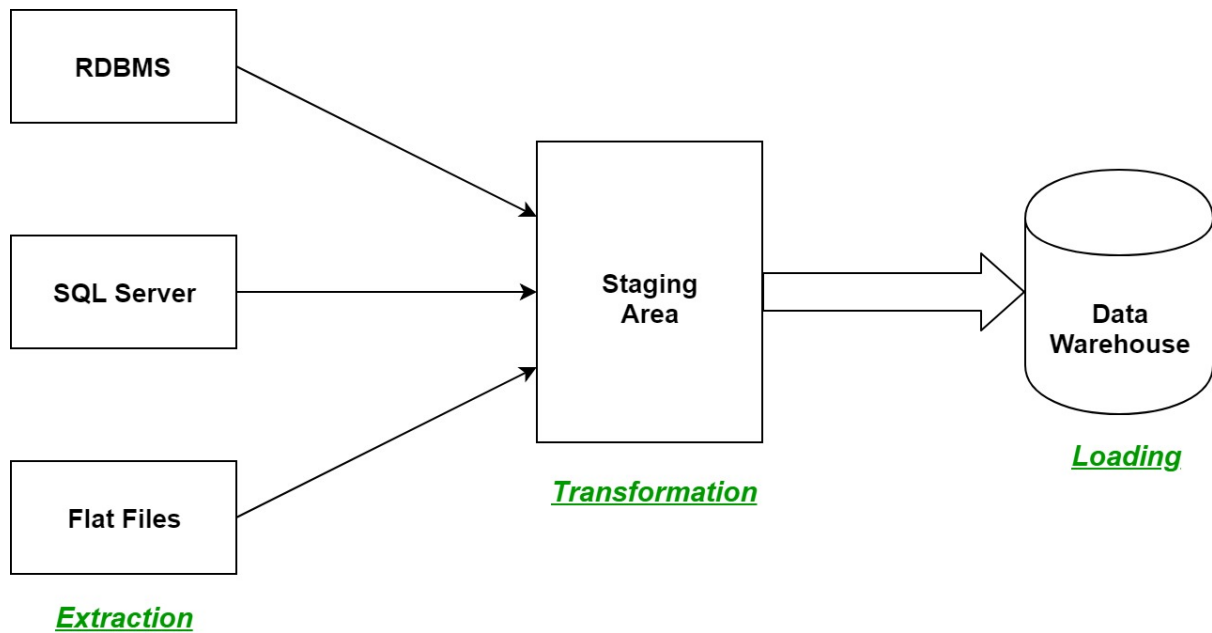 RDBMS
SQL Server
Flat Files
Extraction
Staging
Area
Transformation
Data
Warehouse
Loading